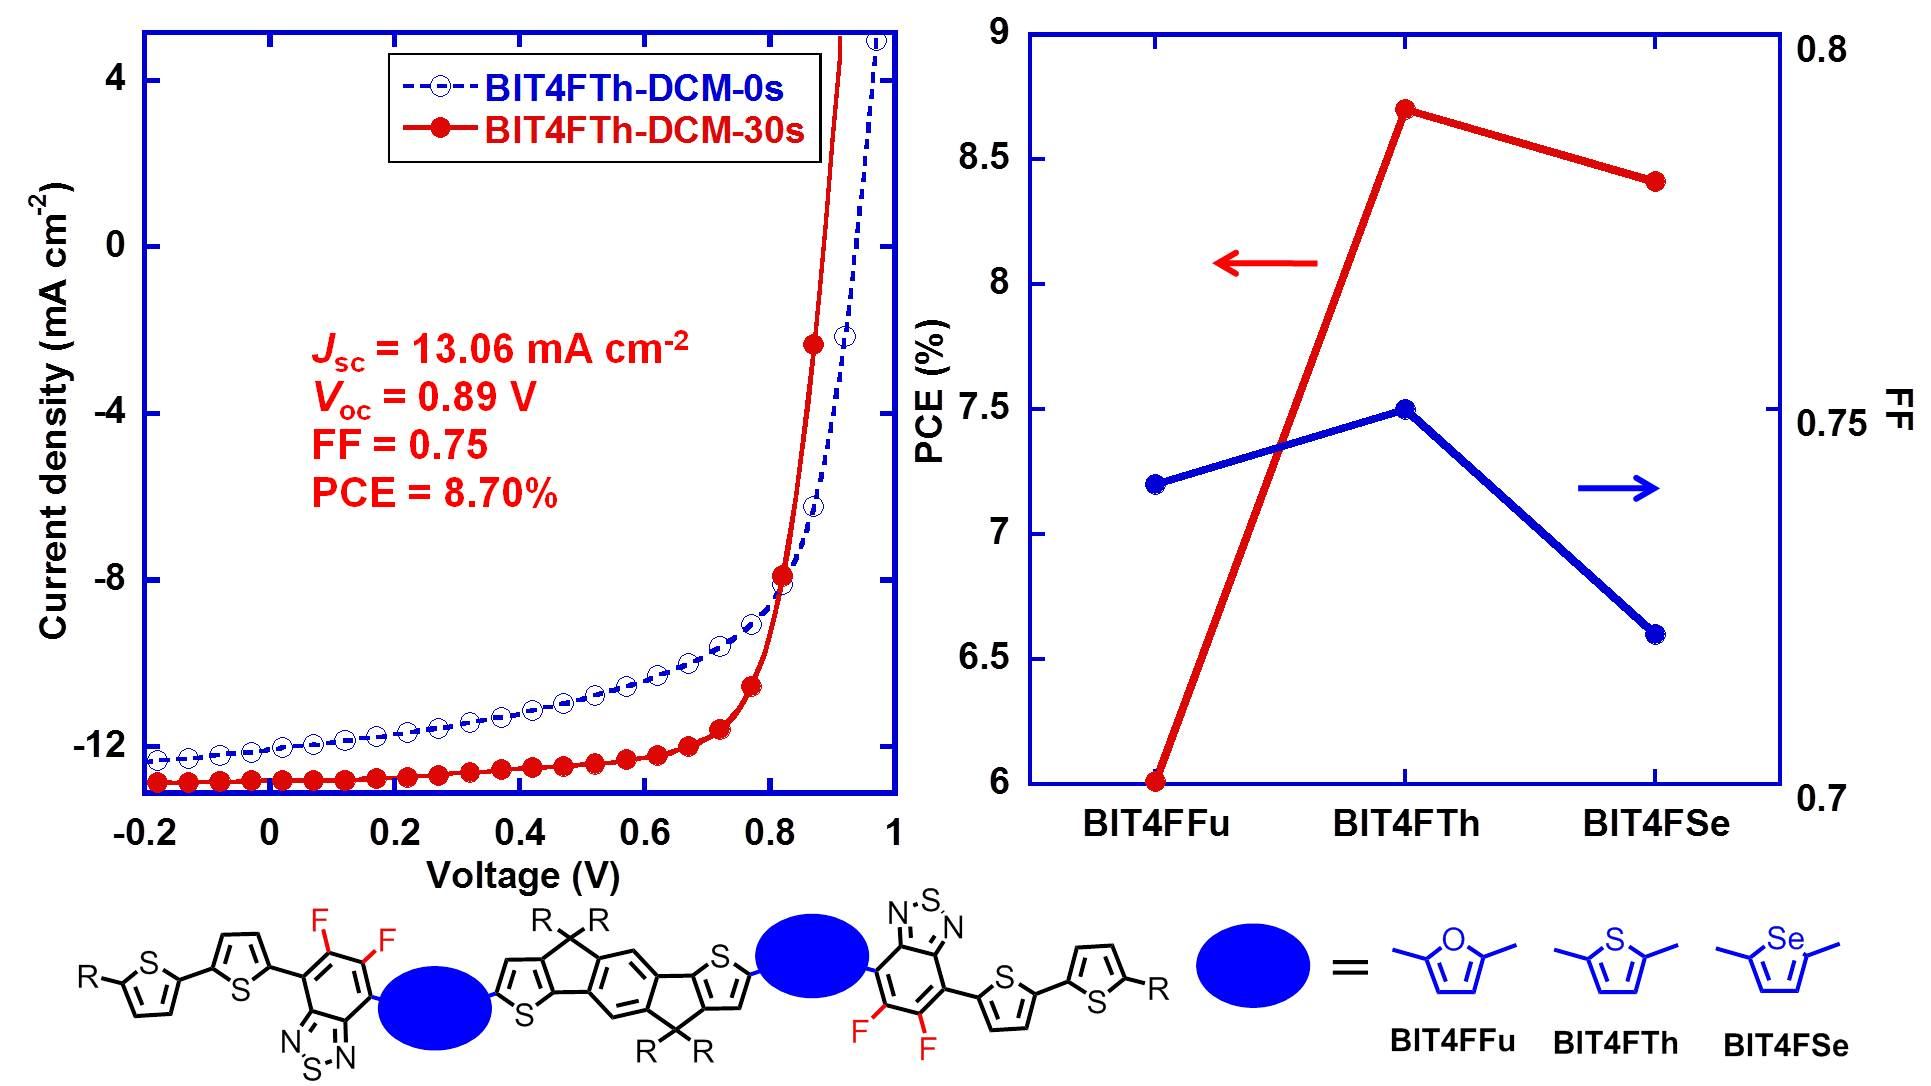 BIT4FTh-DCM-0s
BIT4FTh-DCM-30s
Current density (mA cm-2)
4
0
-4
-8
-12
Jsc = 13.06 mA cm-2
Voc = 0.89 V
FF = 0.75
PCE = 8.70%
-0.2 0 0.2 0.4 0.6 0.8 1
Voltage (V)
PCE (%)
9
8.5
8
7.5
7
6.5
6
0.8
0.75
0.7
FF
BIT4FFu BIT4FTh BIT4FSe
R S S F F N S N
S R R R R S
N S N F F S S R
= O S Se
BIT4FFu BIT4FTh BIT4FSe